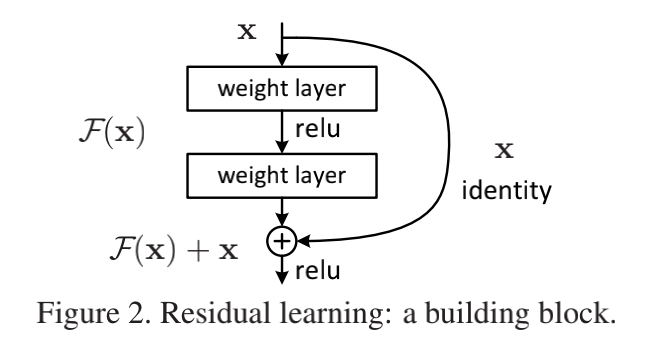 x
weight layer
relu
F(x)
weight layer
x
identity
F(x) + x
relu
Figure 2. Residual learning: a building block.